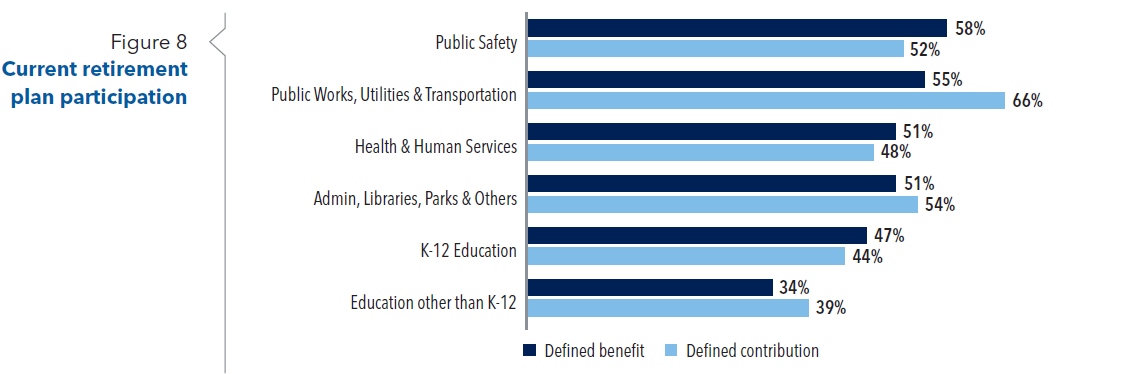 Figure 8
Current retirement
plan participation
Public Safety
58%
52%
Public Works, Utilities & Transportation
55%
66%
Health & Human Services
51%
48%
Admin, Libraries, Parks & Others
51%
54%
K-12 Education
47%
44%
Education other than K-12
34%
39%
Defined benefit
Defined contribution